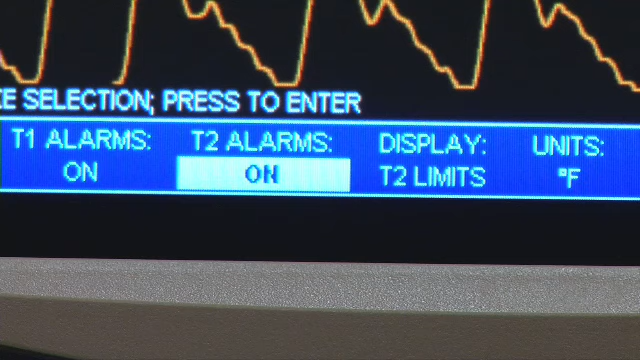 SELECTION; PRESS TO ENTER
T1 ALARMS: T2 ALARMS: DISPLAY: UNITS:
ON ON T2 LIMITS °F